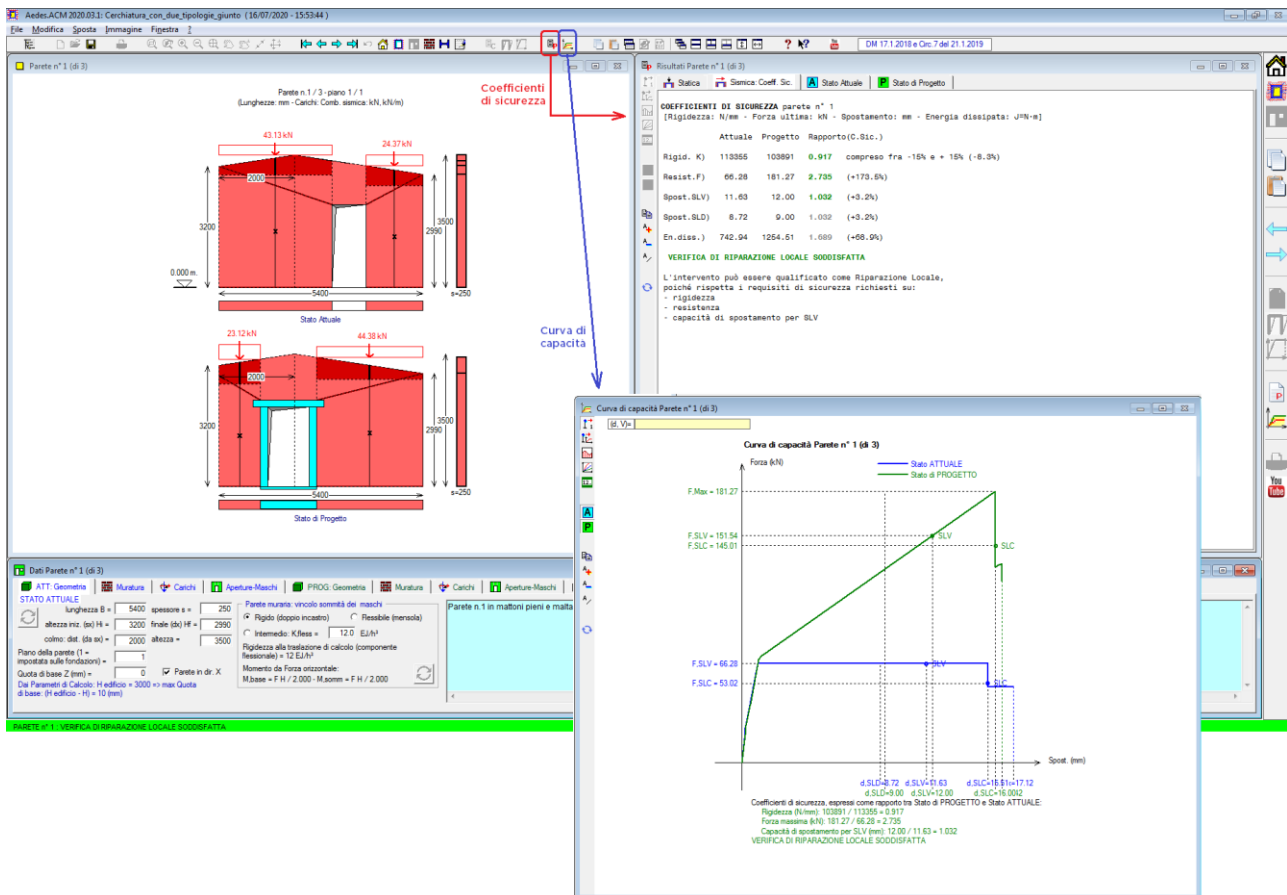 Aedes.ACM 2020.03.1: Cerchiatura_con_due_tipologie_giunto (16/07/2020 - 15:53:44)
File Modifica Sposta Immagine Finestra ?
DM 17.1.2018 e Circ.7 del 21.1.2019
Parete n° 1 (di 3)
Parete n.1 / 3 - piano 1 / 1
(Lunghezze: mm - Carichi: Comb. sismica: kN, kN/m)
43.13 kN
24.37 kN
2000
3200
3500
2990
0.000 m.
5400
s=250
Stato Attuale
23.12 kN
44.38 kN
2000
3200
3500
2990
5400
s=250
Stato di Progetto
Coefficienti
di sicurezza
Curva di
capacità
Risultati Parete n°1 (di 3)
Statica Sismica: Coeff. Sic. A Stato Attuale P Stato di Progetto
COEFFICIENTI DI SICUREZZA parete n° 1
[Rigidezza: N/mm - Forza ultima: kN - Spostamento: mm - Energia dissipata: J=N·m]
Attuale Progetto Rapporto(C.Sic.)
Rigid. K) 113355 103891 0.917 compreso fra -15% e + 15% (-8.3%)
Resist.F) 66.28 181.27 2.735 (+173.5%)
Spost.SLV) 11.63 12.00 1.032 (+3.2%)
Spost.SLD) 8.72 9.00 1.032 (+3.2%)
En.diss.) 742.94 1254.51 1.689 (+68.9%)
VERIFICA DI RIPARAZIONE LOCALE SODDISFATTA
L'intervento può essere qualificato come Riparazione Locale,
poiché rispetta i requisiti di sicurezza richiesti su:
- rigidezza
- resistenza
- capacità di spostamento per SLV
Dati Parete n°1 (di 3)
ATT: Geometria Muratura Carichi Aperture-Maschi PROG: Geometria Muratura Carichi Aperture-Maschi
STATO ATTUALE
lunghezza B = 5400 spessore s = 250
altezza iniz. (sx) Hi = 3200 finale (dx) Hf = 2990
colmo: dist. (da sx) = 2000 altezza = 3500
Piano della parete (1 =
impostata sulle fondazioni) = 1
Quota di base Z (mm) = 0 Parete in dir. X
Dai Parametri di Calcolo: H edificio = 3000 => max Quota
di base: (H edificio - H) = 10 (mm)
Parete muraria: vincolo sommità dei maschi
Rigido (doppio incastro) Flessibile (mensola)
Intermedio: K,fless = 12.0 EJ/h³
Rigidezza alla traslazione di calcolo (componente
flessionale) = 12 EJ/h³
Momento da Forza orizzontale:
M,base = F H / 2.000 - M,somm = F H / 2.000
Parete n.1 in mattoni pieni e malta
PARETE n° 1 : VERIFICA DI RIPARAZIONE LOCALE SODDISFATTA
Curva di capacità Parete n°1 (di 3)
(d, V)=
Curva di capacità Parete n° 1 (di 3)
Forza (kN)
Stato ATTUALE
Stato di PROGETTO
F,Max = 181.27
F,SLV = 151.54
F,SLC = 145.01
SLV
SLC
F,SLV = 66.28
F,SLC = 53.02
SLV
SLC
Spost. (mm)
d,SLD=8.72 d,SLV=11.63
d,SLD=9.00 d,SLV=12.00
Coefficienti di sicurezza, espressi come rapporto tra Stato di PROGETTO e Stato ATTUALE:
Rigidezza (N/mm): 103891 / 113355 = 0.917
Forza massima (kN): 181.27 / 66.28 = 2.735
Capacità di spostamento per SLV (mm): 12.00 / 11.63 = 1.032
VERIFICA DI RIPARAZIONE LOCALE SODDISFATTA
You
Tube